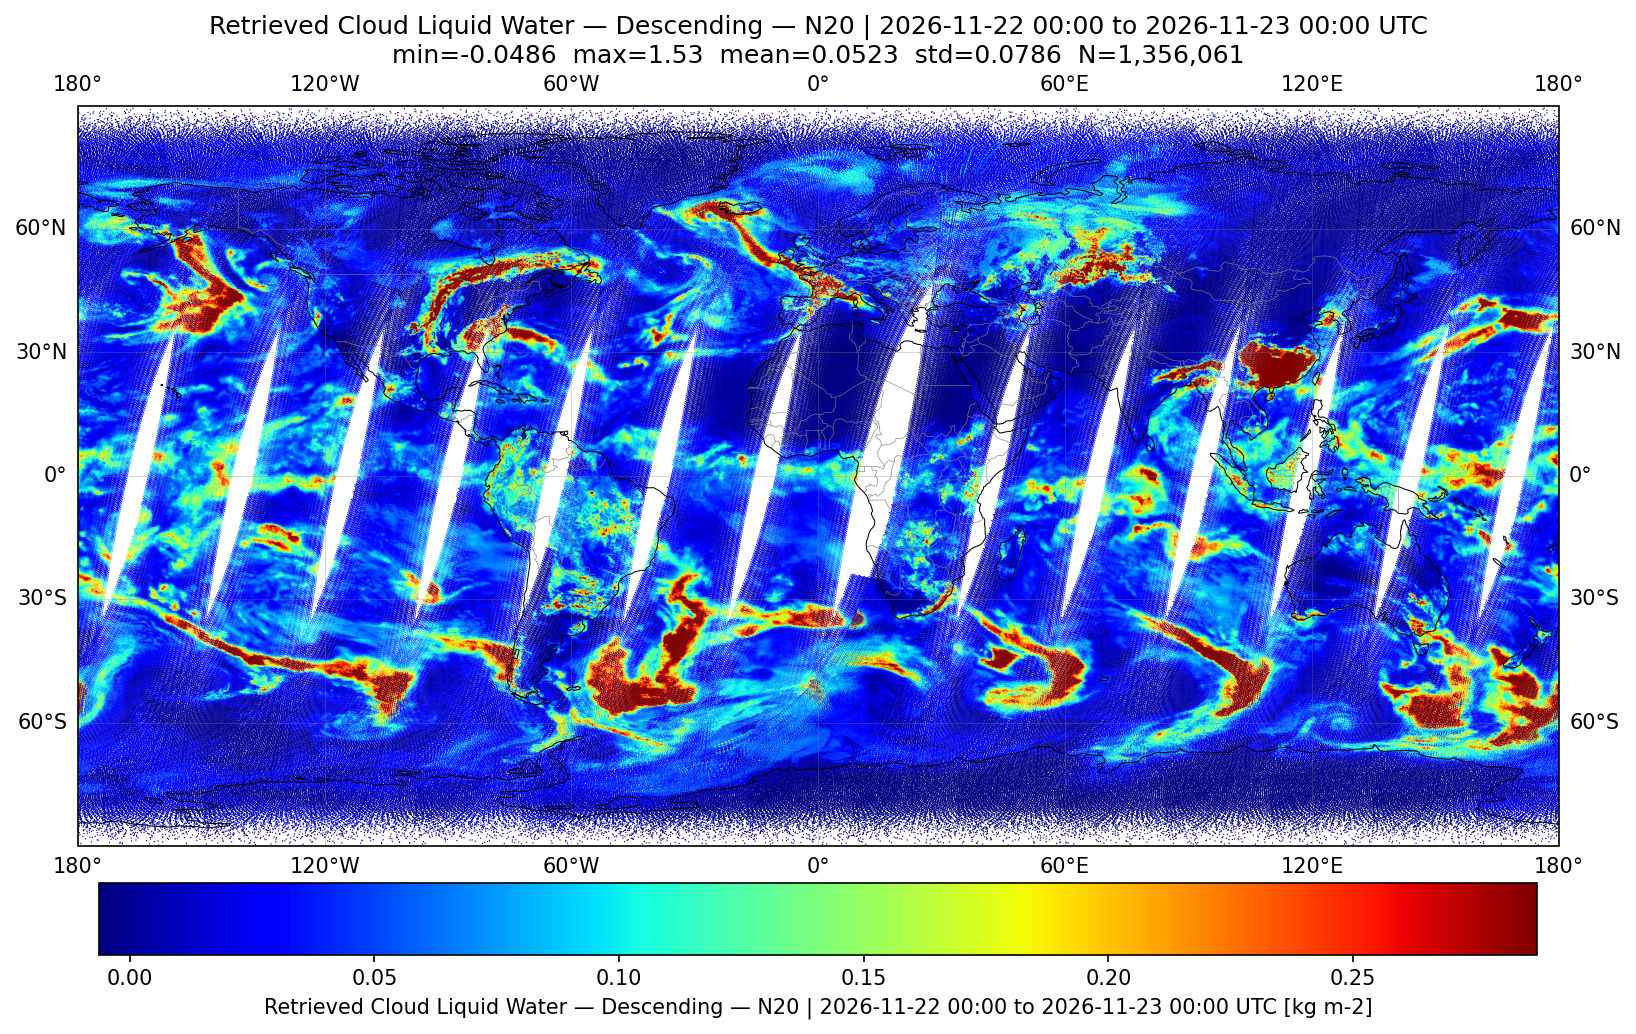 Retrieved Cloud Liquid Water — Descending — N20 | 2026-11-22 00:00 to 2026-11-23 00:00 UTC
min=-0.0486  max=1.53  mean=0.0523  std=0.0786  N=1,356,061
180° 120°W 60°W 0° 60°E 120°E 180°
60°N 60°N
30°N 30°N
0° 0°
30°S 30°S
60°S 60°S
180° 120°W 60°W 0° 60°E 120°E 180°
0.00 0.05 0.10 0.15 0.20 0.25
Retrieved Cloud Liquid Water — Descending — N20 | 2026-11-22 00:00 to 2026-11-23 00:00 UTC [kg m-2]